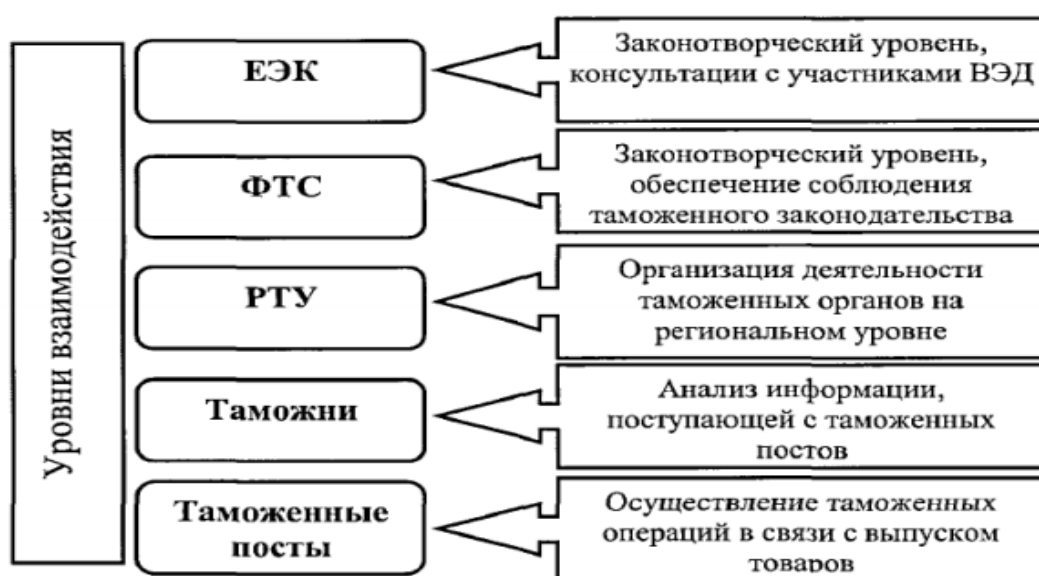 Уровни взаимодействия
ЕЭК
Законотворческий уровень,
консультации с участниками ВЭД
ФТС
Законотворческий уровень,
обеспечение соблюдения
таможенного законодательства
РТУ
Организация деятельности
таможенных органов на
региональном уровне
Таможни
Анализ информации,
поступающей с таможенных
постов
Таможенные
посты
Осуществление таможенных
операций в связи с выпуском
товаров